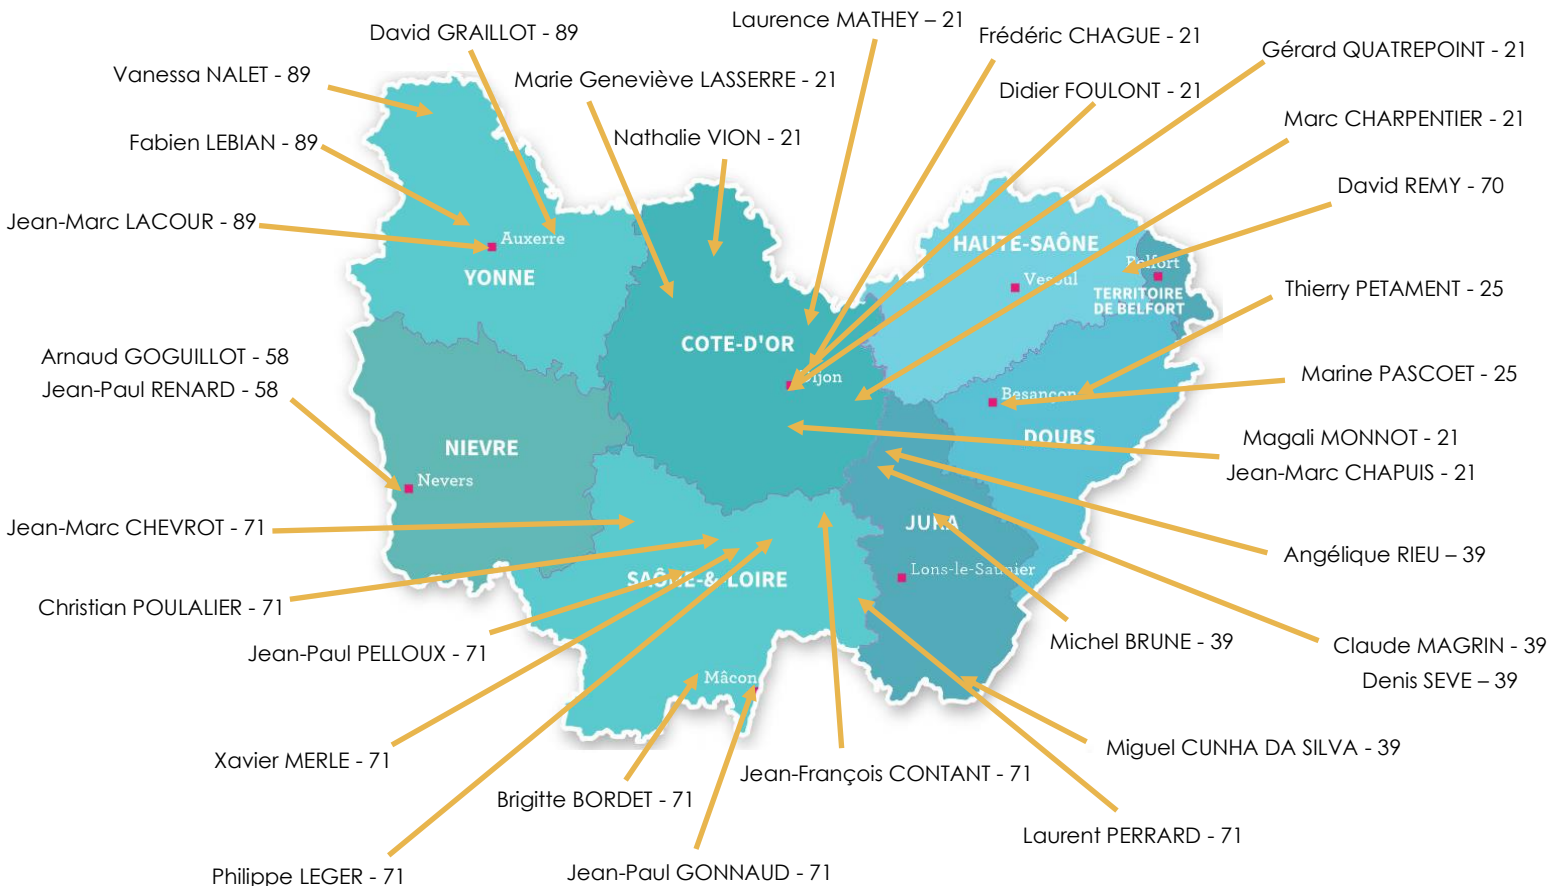 Laurence MATHEY – 21
David GRAILLOT - 89
Frédéric CHAGUE - 21
Gérard QUATREPOINT - 21
Vanessa NALET - 89
Marie Geneviève LASSERRE - 21
Didier FOULONT - 21
Marc CHARPENTIER - 21
Nathalie VION - 21
Fabien LEBIAN - 89
David REMY - 70
Jean-Marc LACOUR - 89
Auxerre
YONNE
HAUTE-SAÔNE
Belfort
Vesoul
TERRITOIRE
DE BELFORT
Thierry PETAMENT - 25
COTE-D'OR
Arnaud GOGUILLOT - 58
Jean-Paul RENARD - 58
Dijon
Besançon
Marine PASCOET - 25
DOUBS
NIEVRE
Magali MONNOT - 21
Jean-Marc CHAPUIS - 21
Nevers
Jean-Marc CHEVROT - 71
JURA
Angélique RIEU – 39
Lons-le-Saunier
SAÔNE-&-LOIRE
Christian POULALIER - 71
Michel BRUNE - 39
Claude MAGRIN - 39
Denis SEVE – 39
Jean-Paul PELLOUX - 71
Mâcon
Miguel CUNHA DA SILVA - 39
Xavier MERLE - 71
Jean-François CONTANT - 71
Brigitte BORDET - 71
Laurent PERRARD - 71
Philippe LEGER - 71
Jean-Paul GONNAUD - 71